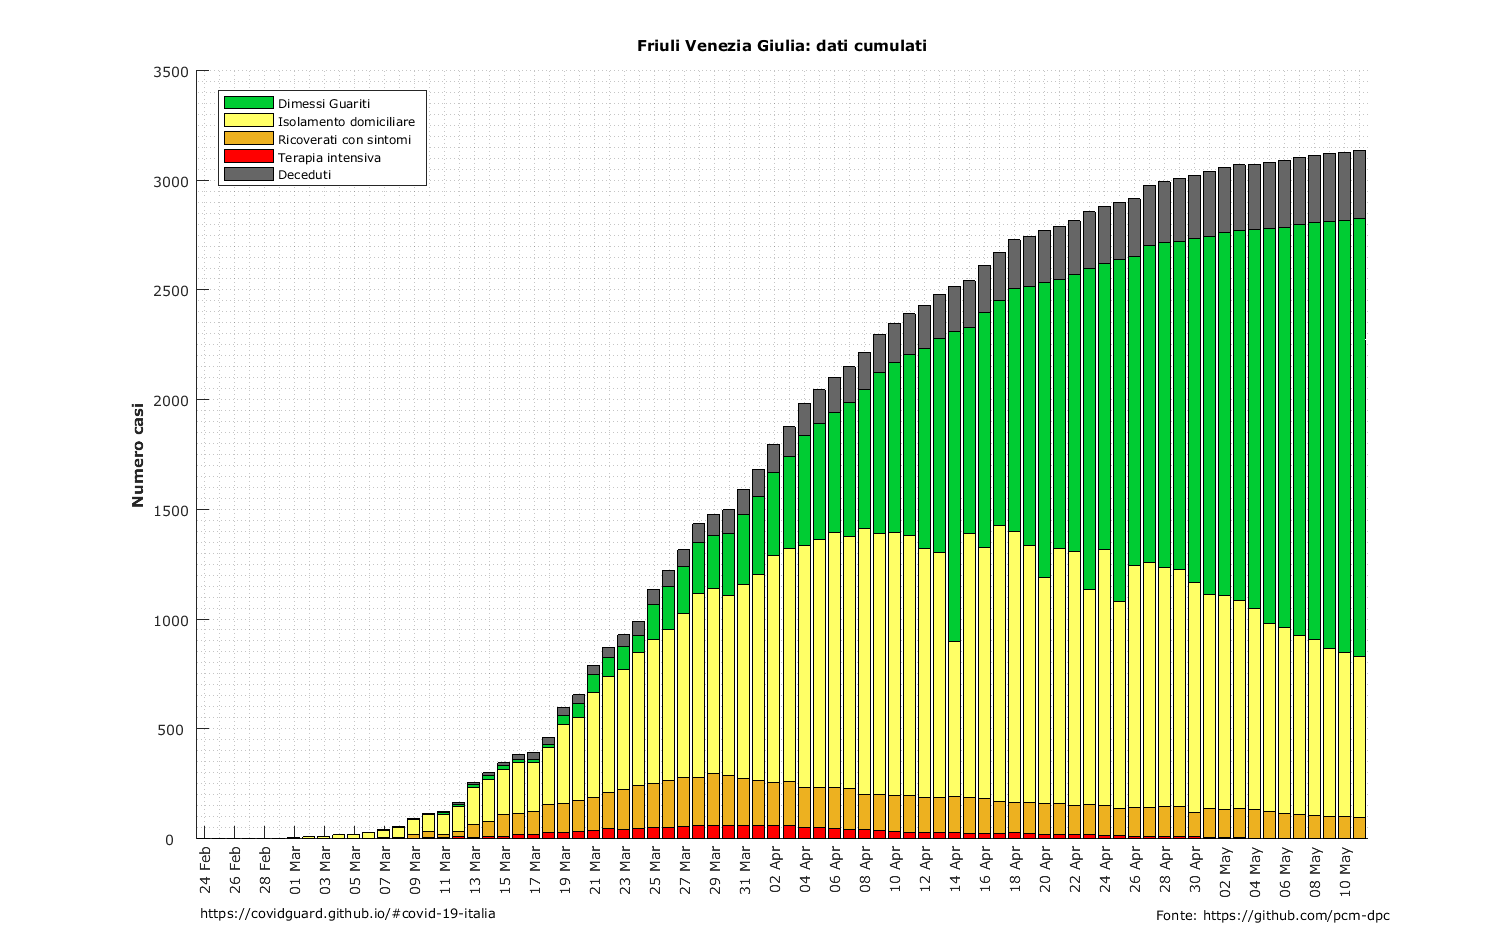 Friuli Venezia Giulia: dati cumulati
3500
3000
2500
2000
1500
1000
500
0
Numero casi
Dimessi Guariti
Isolamento domiciliare
Ricoverati con sintomi
Terapia intensiva
Deceduti
24 Feb
26 Feb
28 Feb
01 Mar
03 Mar
05 Mar
07 Mar
09 Mar
11 Mar
13 Mar
15 Mar
17 Mar
19 Mar
21 Mar
23 Mar
25 Mar
27 Mar
29 Mar
31 Mar
02 Apr
04 Apr
06 Apr
08 Apr
10 Apr
12 Apr
14 Apr
16 Apr
18 Apr
20 Apr
22 Apr
24 Apr
26 Apr
28 Apr
30 Apr
02 May
04 May
06 May
08 May
10 May
https://covidguard.github.io/#covid-19-italia
Fonte: https://github.com/pcm-dpc